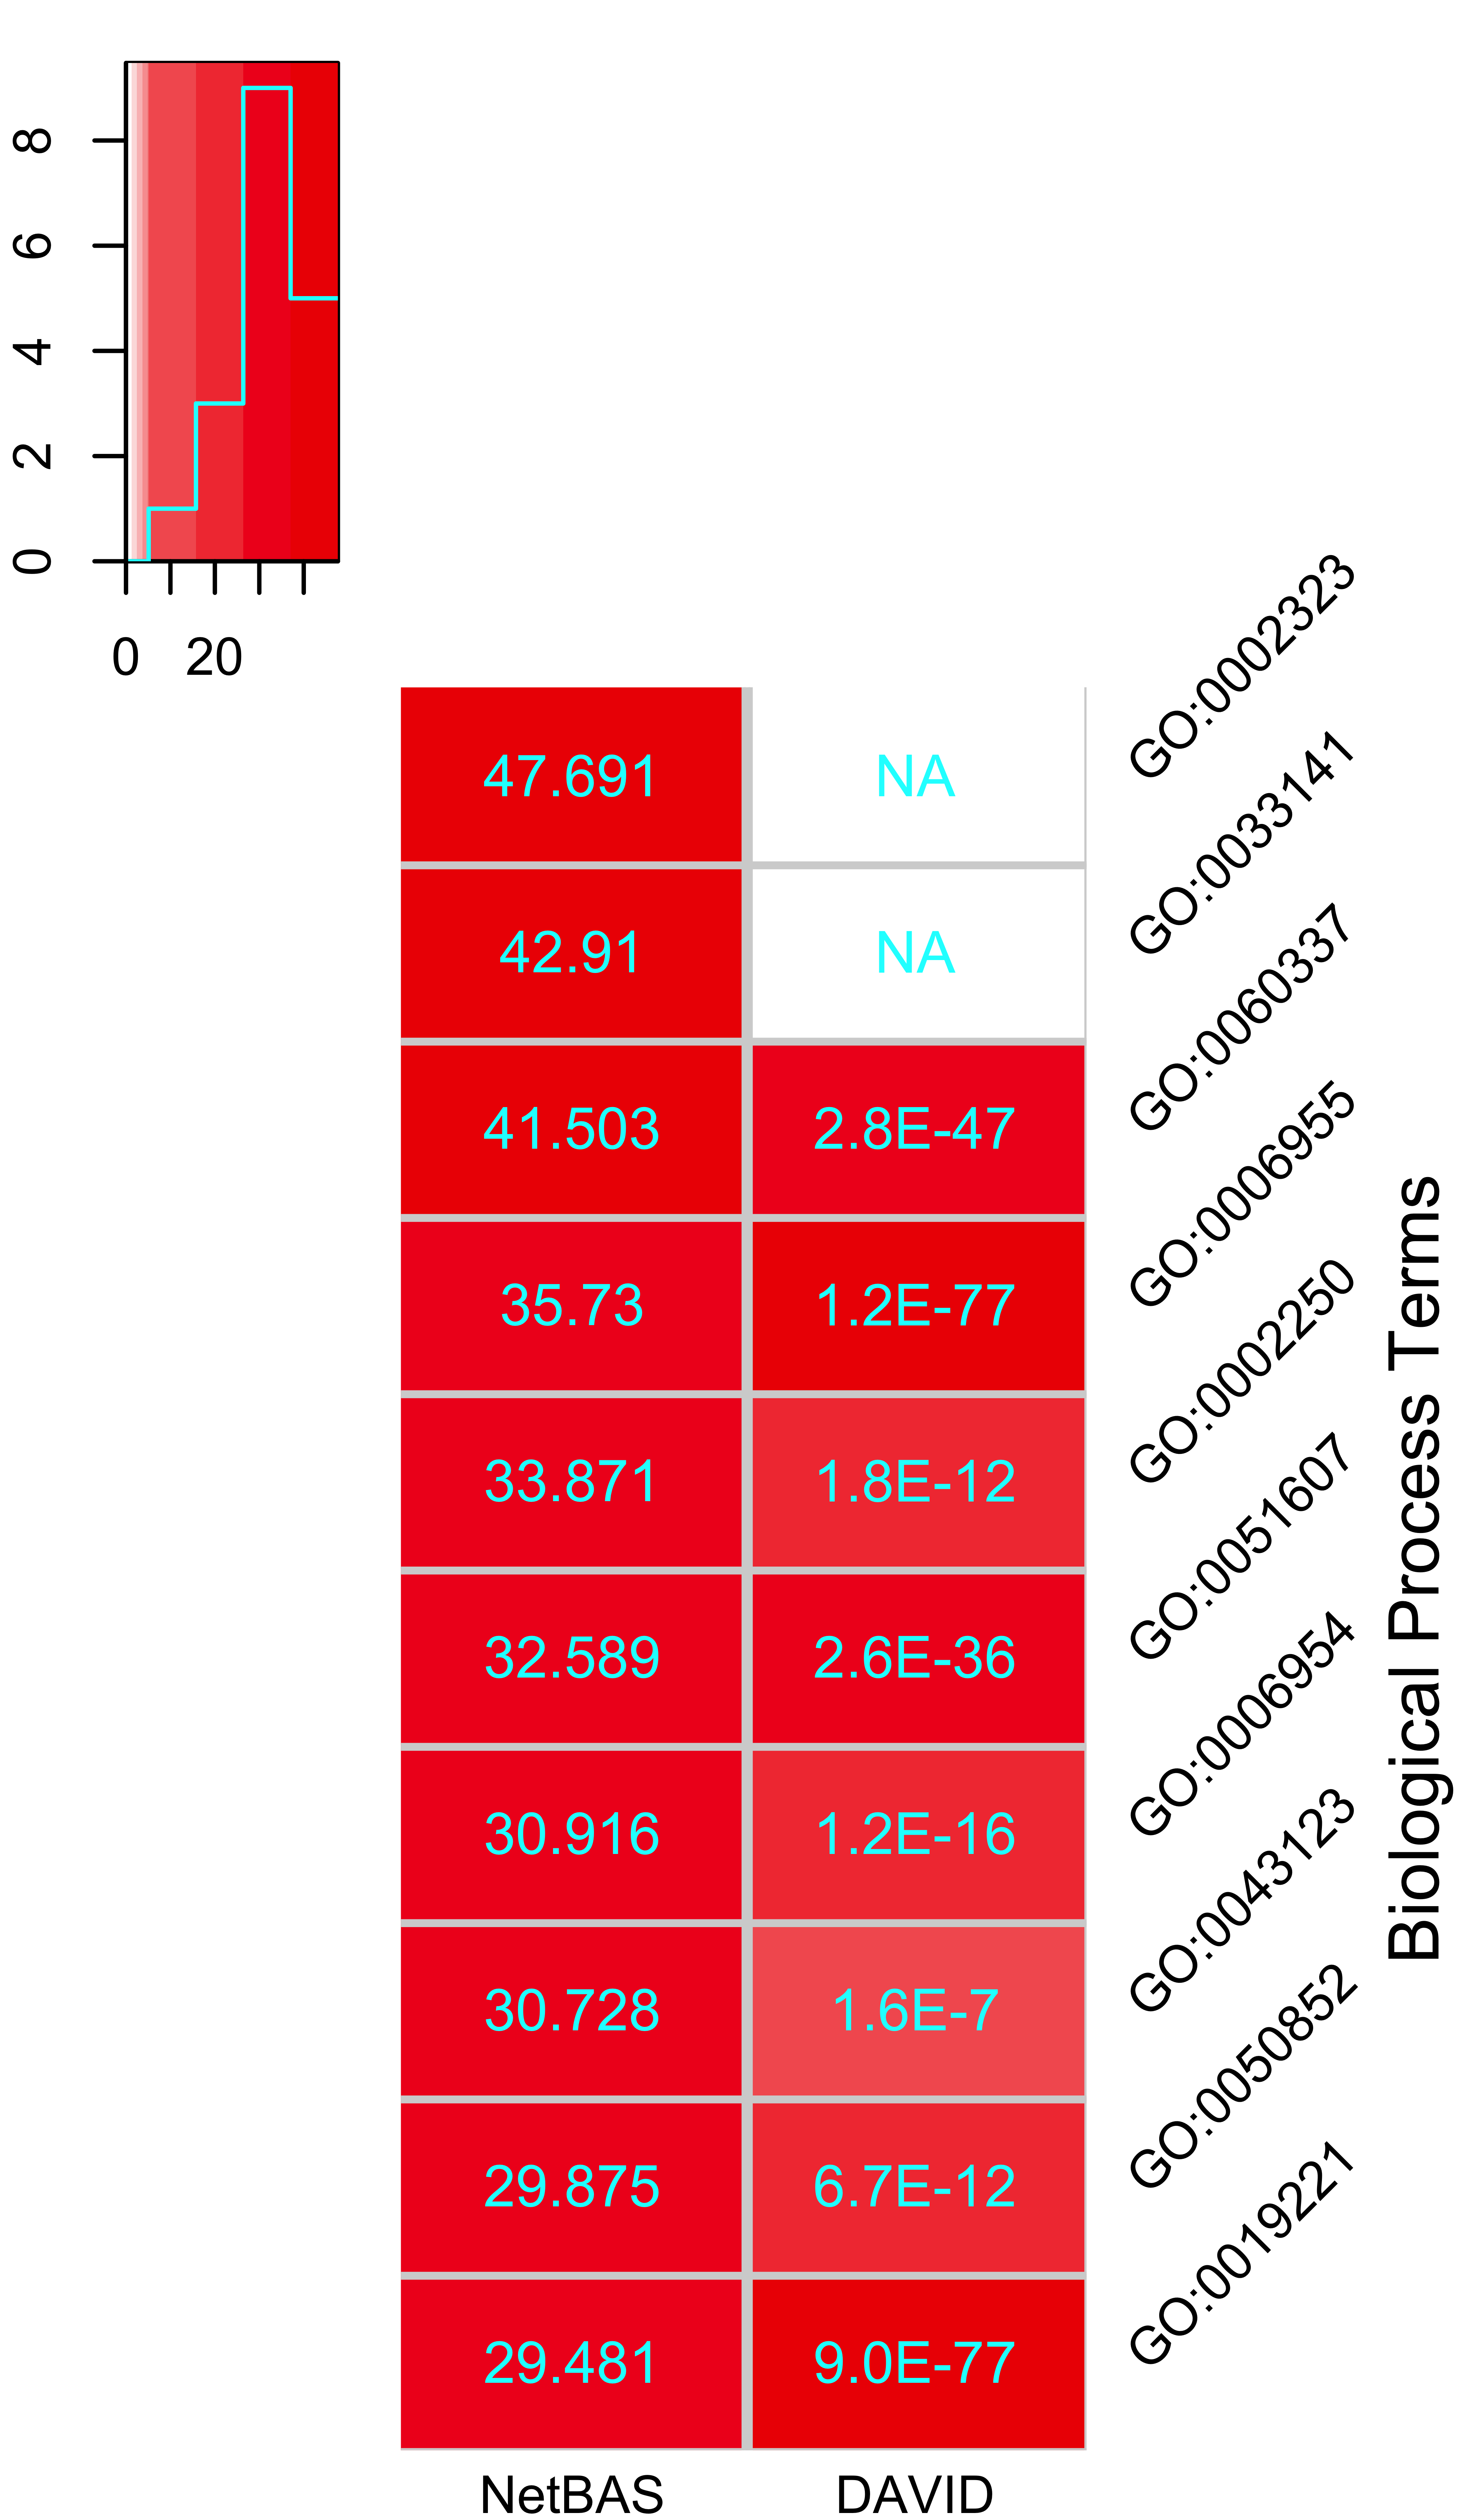 8
6
4
2
0
0 20
47.691 NA GO:0002323
42.91 NA GO:0033141
41.503 2.8E-47 GO:0060337
35.73 1.2E-77 GO:0006955
33.871 1.8E-12 GO:0002250
32.589 2.6E-36 GO:0051607
30.916 1.2E-16 GO:0006954
30.728 1.6E-7 GO:0043123
29.875 6.7E-12 GO:0050852
29.481 9.0E-77 GO:0019221
NetBAS DAVID
Biological Process Terms